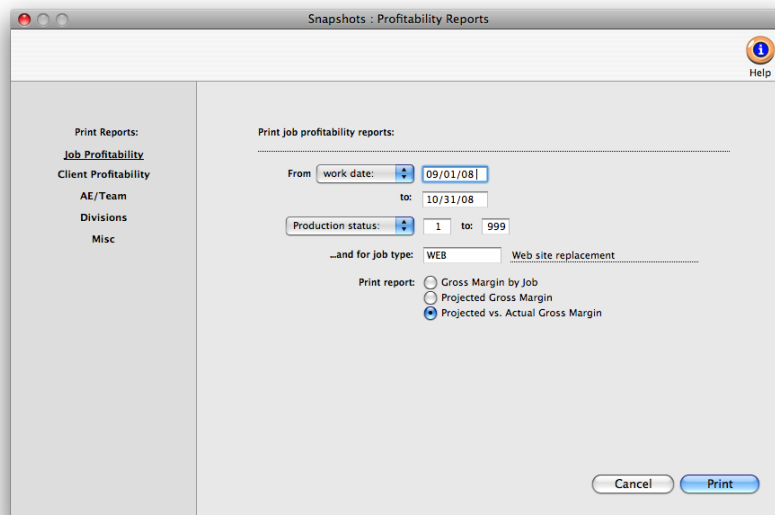 Snapshots : Profitability Reports
Help
Print Reports:
Job Profitability
Client Profitability
AE/Team
Divisions
Misc
Print job profitability reports:
From work date: 09/01/08
to: 10/31/08
Production status: 1 to: 999
...and for job type: WEB Web site replacement
Print report: Gross Margin by Job
Projected Gross Margin
Projected vs. Actual Gross Margin
Cancel Print